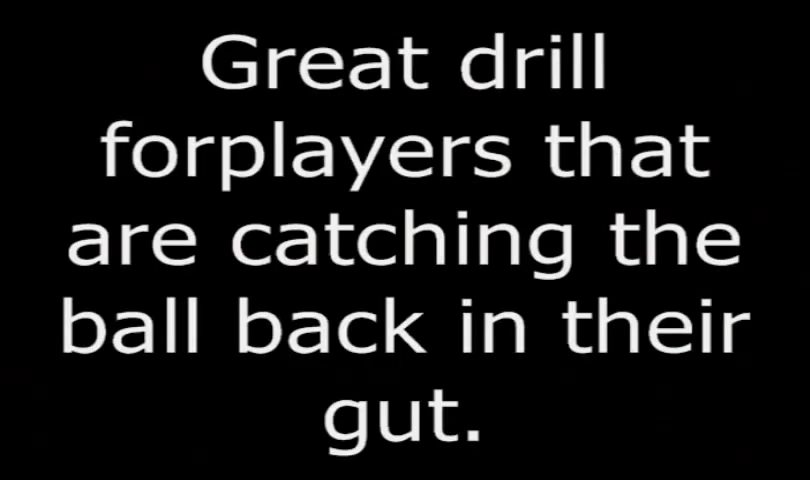 Great drill
forplayers that
are catching the
ball back in their
gut.